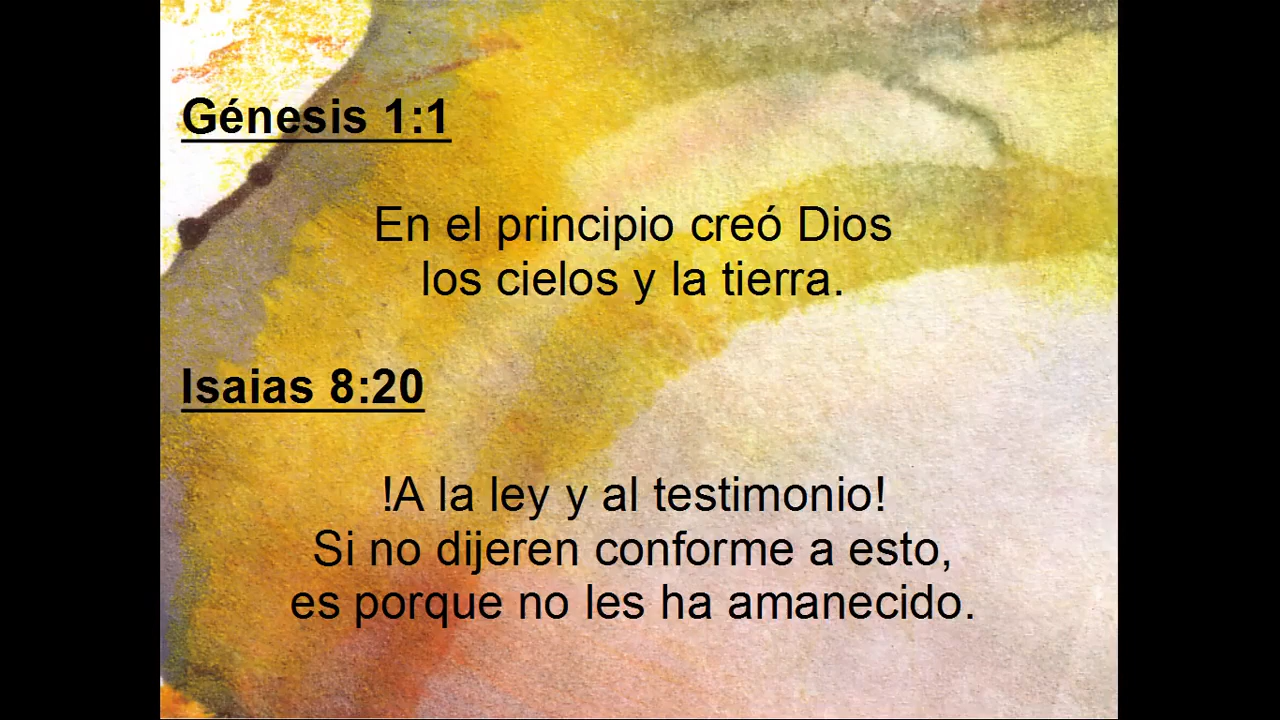 Génesis 1:1
En el principio creó Dios
los cielos y la tierra.
Isaias 8:20
!A la ley y al testimonio!
Si no dijeren conforme a esto,
es porque no les ha amanecido.